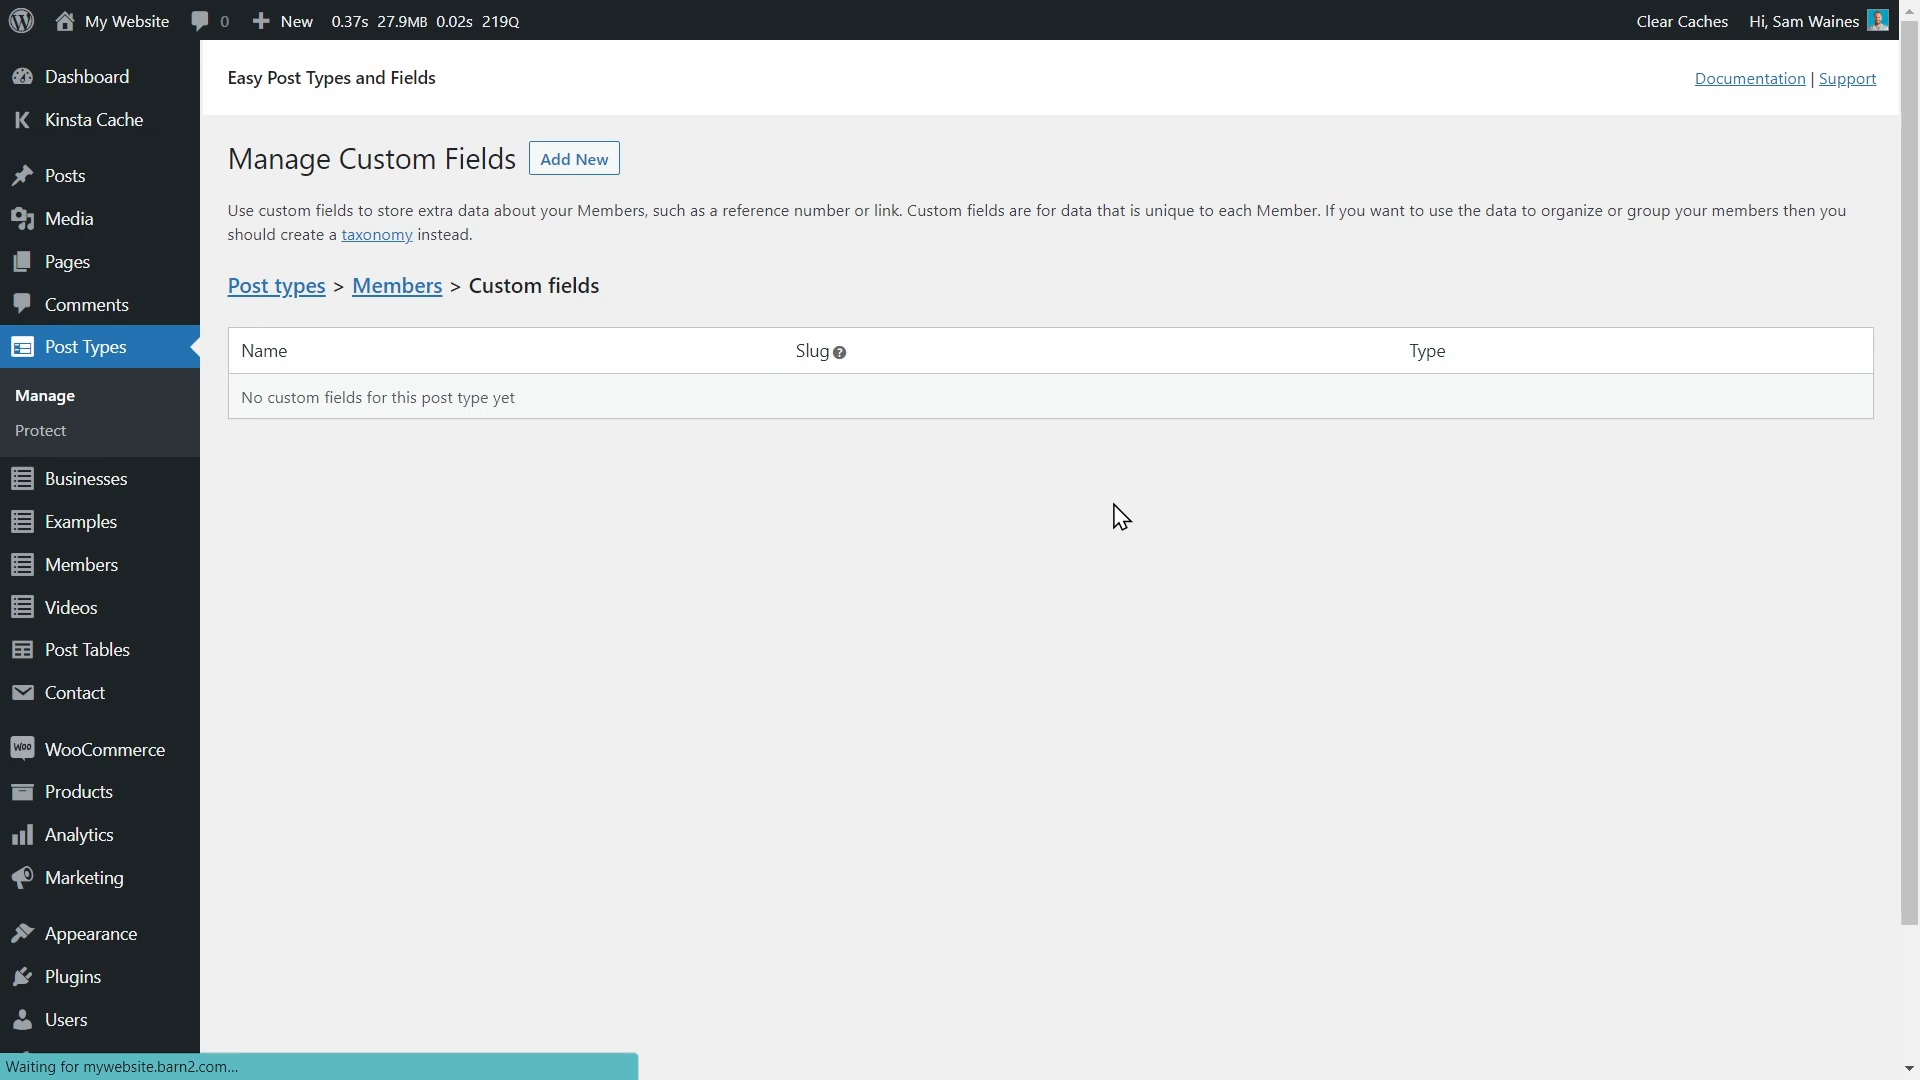 My Website 0 New 0.37s 27.9MB 0.02s 219Q Clear Caches Hi, Sam Waines
Dashboard
Kinsta Cache
Posts
Media
Pages
Comments
Post Types
Manage
Protect
Businesses
Examples
Members
Videos
Post Tables
Contact
WooCommerce
Products
Analytics
Marketing
Appearance
Plugins
Users
Easy Post Types and Fields
Documentation | Support
Manage Custom Fields Add New
Use custom fields to store extra data about your Members, such as a reference number or link. Custom fields are for data that is unique to each Member. If you want to use the data to organize or group your members then you
should create a taxonomy instead.
Post types > Members > Custom fields
Name Slug ? Type
No custom fields for this post type yet
Waiting for mywebsite.barn2.com...